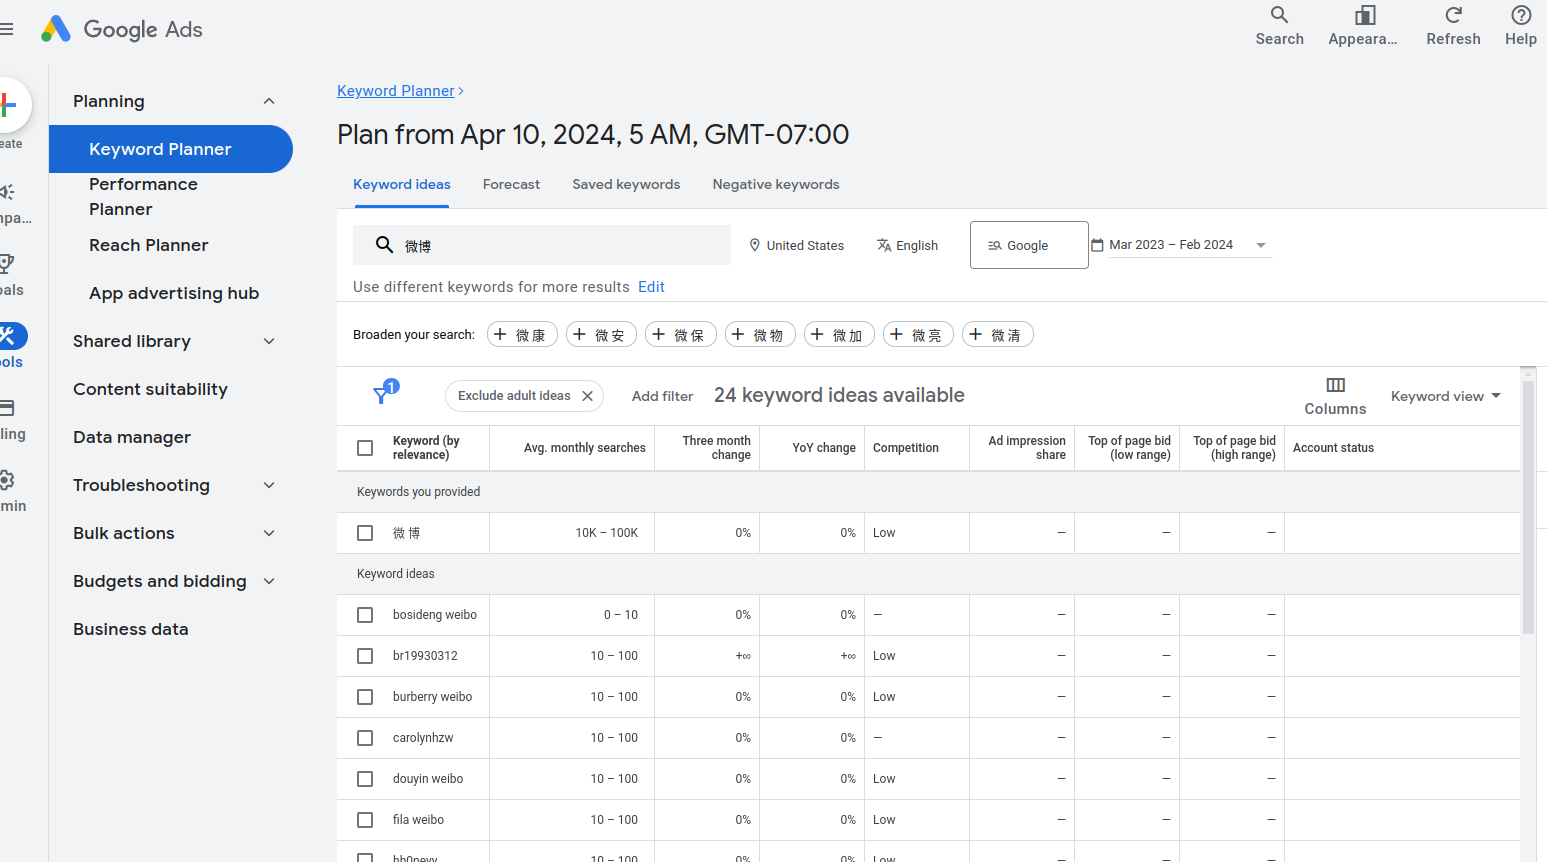 Google Ads
Search
Appeara...
Refresh
Help
eate
mpa...
oals
ools
ling
min
Planning
Keyword Planner
Performance
Planner
Reach Planner
App advertising hub
Shared library
Content suitability
Data manager
Troubleshooting
Bulk actions
Budgets and bidding
Business data
Keyword Planner >
Plan from Apr 10, 2024, 5 AM, GMT-07:00
Keyword ideas Forecast Saved keywords Negative keywords
微博
United States
English
Google
Mar 2023 – Feb 2024
Use different keywords for more results Edit
Broaden your search: + 微 康 + 微 安 + 微 保 + 微 物 + 微 加 + 微 亮 + 微 清
1
Exclude adult ideas
Add filter
24 keyword ideas available
Columns
Keyword view
Keyword (by relevance) Avg. monthly searches Three month change YoY change Competition Ad impression share Top of page bid (low range) Top of page bid (high range) Account status
Keywords you provided
微 博 10K – 100K 0% 0% Low — — —
Keyword ideas
bosideng weibo 0 – 10 0% 0% — — — —
br19930312 10 – 100 +∞ +∞ Low — — —
burberry weibo 10 – 100 0% 0% Low — — —
carolynhzw 10 – 100 0% 0% — — — —
douyin weibo 10 – 100 0% 0% Low — — —
fila weibo 10 – 100 0% 0% Low — — —
10 – 100 0% 0% Low — — —